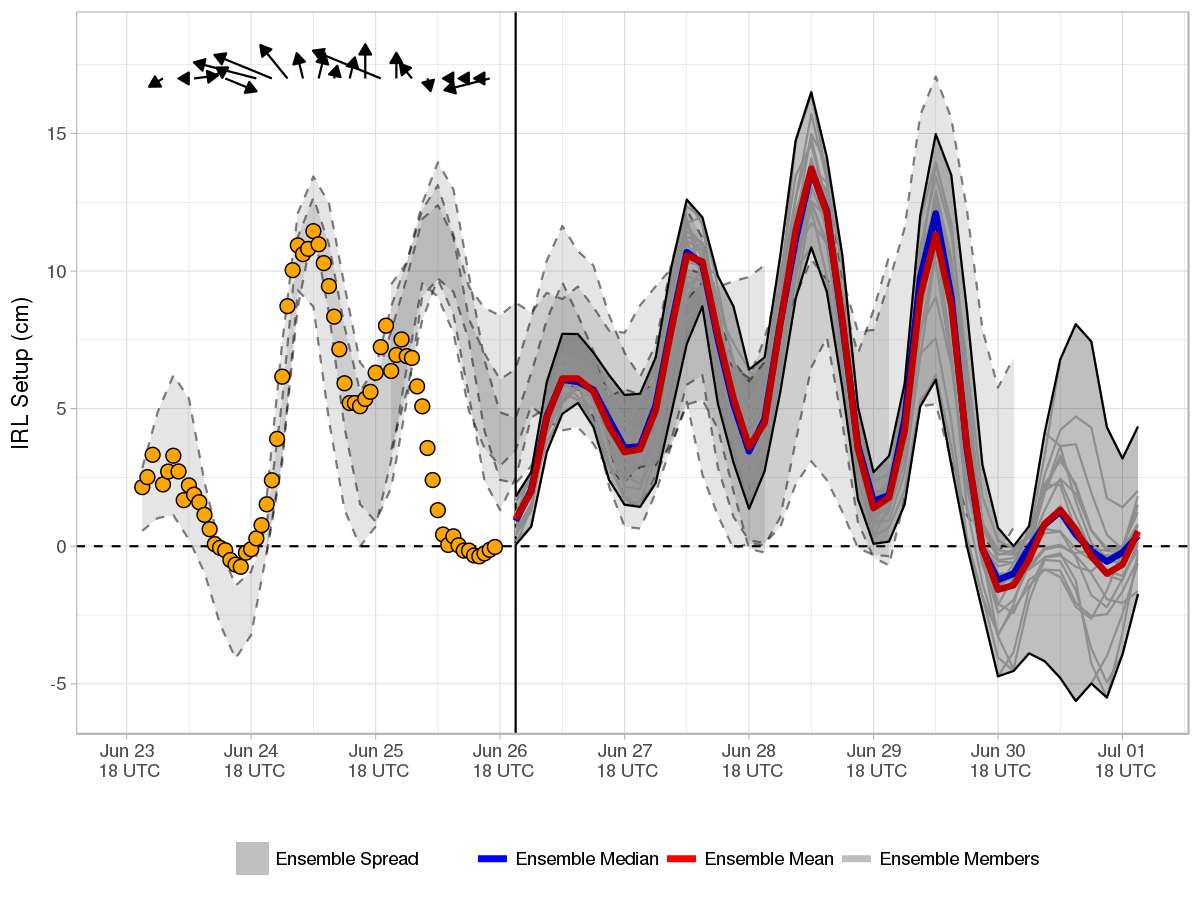 IRL Setup (cm)
15
10
5
0
-5
Jun 23
18 UTC
Jun 24
18 UTC
Jun 25
18 UTC
Jun 26
18 UTC
Jun 27
18 UTC
Jun 28
18 UTC
Jun 29
18 UTC
Jun 30
18 UTC
Jul 01
18 UTC
Ensemble Spread
Ensemble Median
Ensemble Mean
Ensemble Members